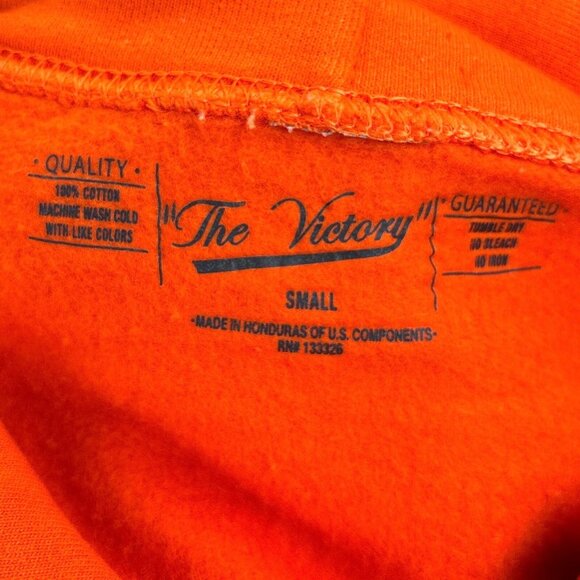 · QUALITY ·
100% COTTON
MACHINE WASH COLD
WITH LIKE COLORS
"The Victory"
· GUARANTEED ·
TUMBLE DRY
NO BLEACH
NO IRON
SMALL
·MADE IN HONDURAS OF U.S. COMPONENTS·
RN# 133326